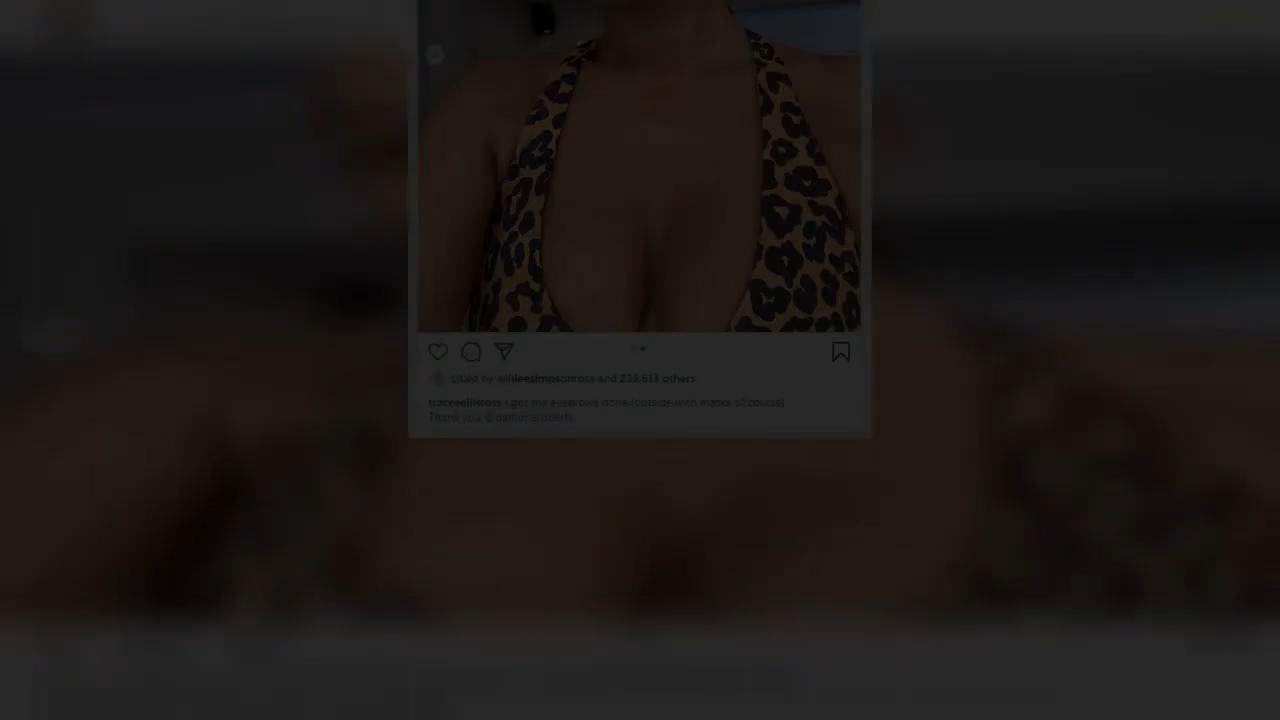 Liked by ashleesimpsonross and 235,613 others
traceeellisross I got my eyebrows done (outside with masks of course)
Thank you @damoneroberts